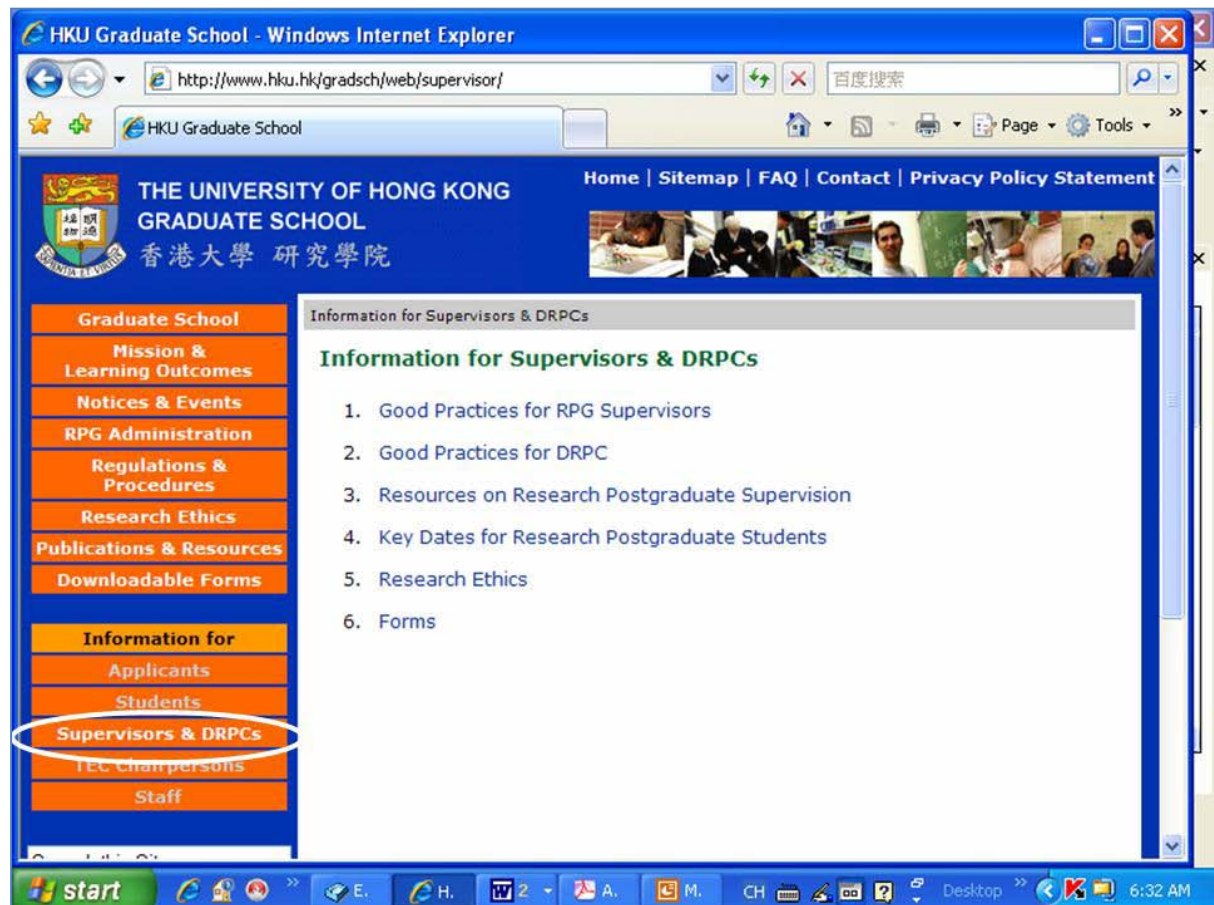 HKU Graduate School - Windows Internet Explorer
http://www.hku.hk/gradsch/web/supervisor/
百度搜索
HKU Graduate School
Page
Tools
THE UNIVERSITY OF HONG KONG
GRADUATE SCHOOL
香港大學 研究學院
Home | Sitemap | FAQ | Contact | Privacy Policy Statement
Graduate School
Mission &
Learning Outcomes
Notices & Events
RPG Administration
Regulations &
Procedures
Research Ethics
Publications & Resources
Downloadable Forms
Information for
Applicants
Students
Supervisors & DRPCs
TEC Chairpersons
Staff
Information for Supervisors & DRPCs
Information for Supervisors & DRPCs
1. Good Practices for RPG Supervisors
2. Good Practices for DRPC
3. Resources on Research Postgraduate Supervision
4. Key Dates for Research Postgraduate Students
5. Research Ethics
6. Forms
start
E.
H.
2
A.
M.
CH
Desktop
6:32 AM